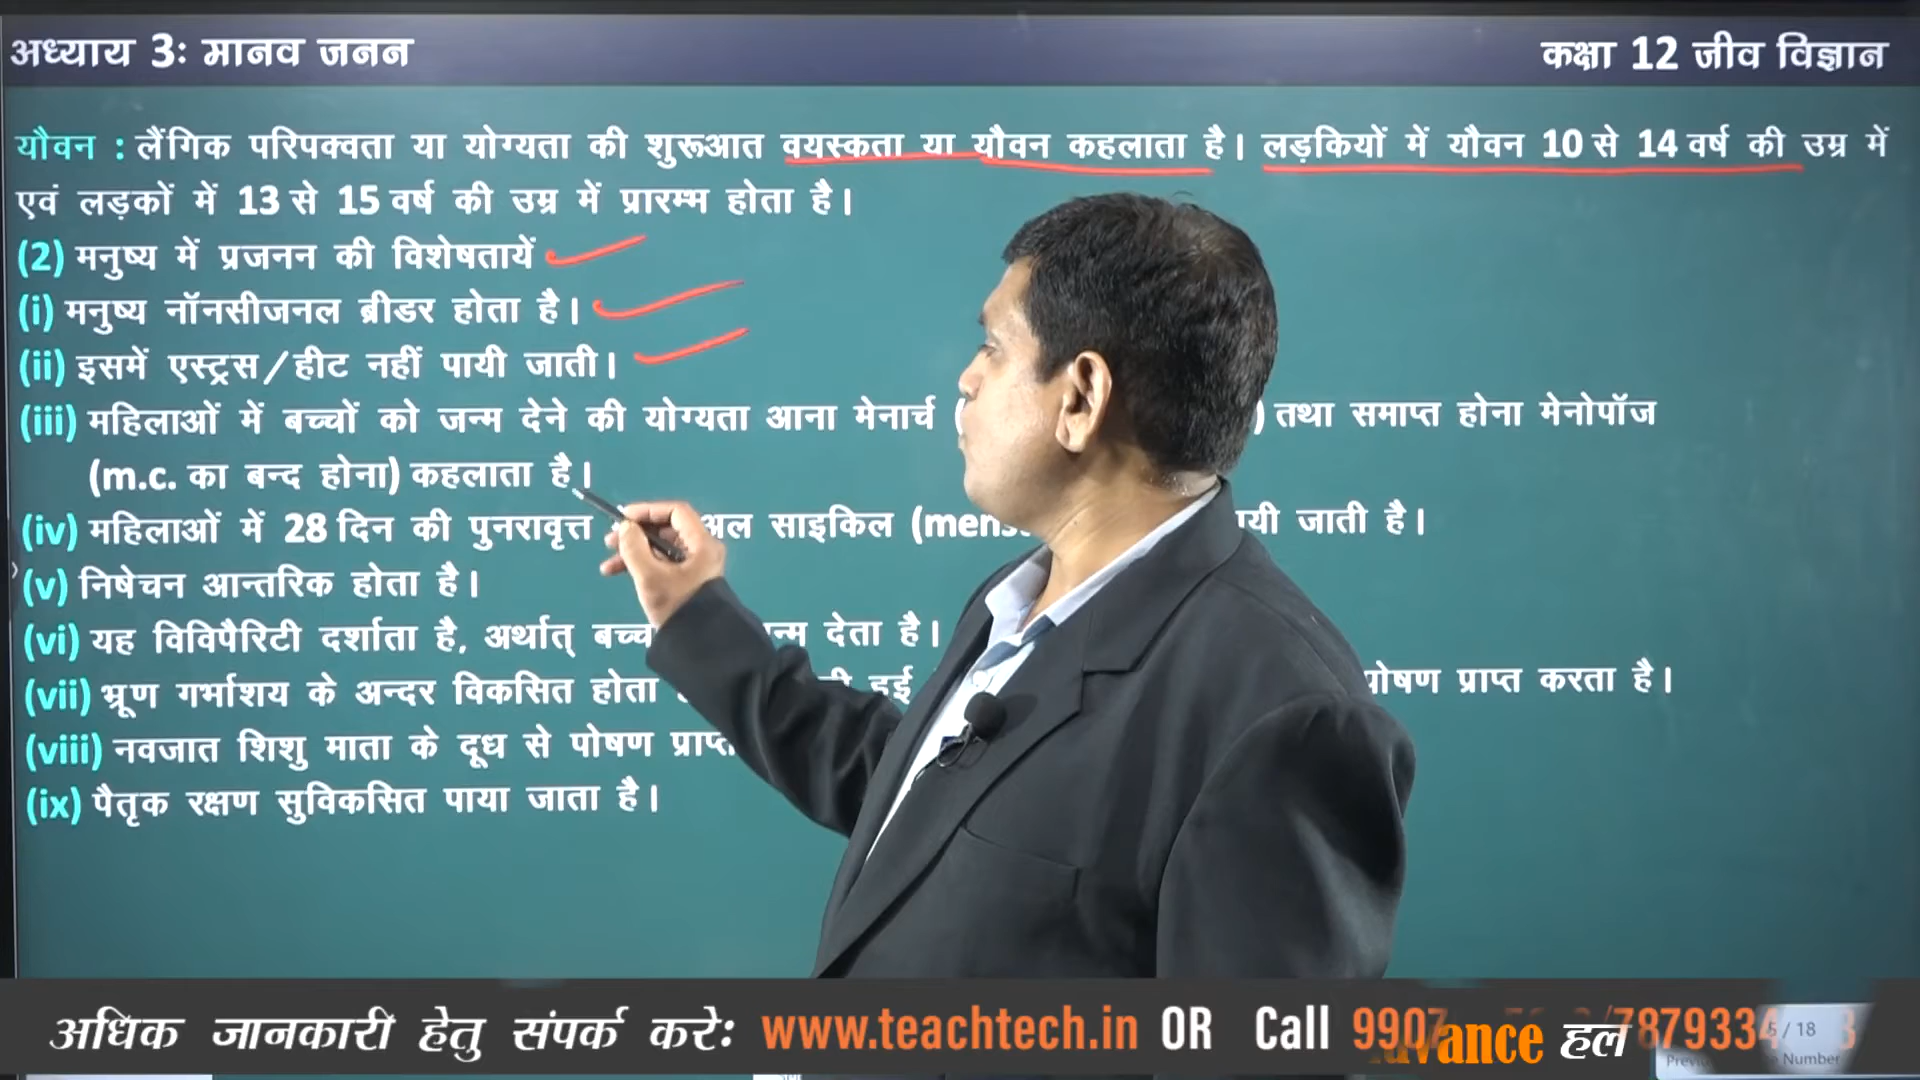 अध्याय 3: मानव जनन
कक्षा 12 जीव विज्ञान
यौवन : लैंगिक परिपक्वता या योग्यता की शुरूआत वयस्कता या यौवन कहलाता है। लड़कियों में यौवन 10 से 14 वर्ष की उम्र में
एवं लड़कों में 13 से 15 वर्ष की उम्र में प्रारम्भ होता है।
(2) मनुष्य में प्रजनन की विशेषतायें
(i) मनुष्य नॉनसीजनल ब्रीडर होता है।
(ii) इसमें एस्ट्रस/हीट नहीं पायी जाती।
(iii) महिलाओं में बच्चों को जन्म देने की योग्यता आना मेनार्च ( ) तथा समाप्त होना मेनोपॉज
(m.c. का बन्द होना) कहलाता है।
(iv) महिलाओं में 28 दिन की पुनरावृत्त साइकिल जाती है।
(v) निषेचन आन्तरिक होता है।
(vi) यह विविपैरिटी दर्शाता है, अर्थात् देता है।
(vii) भ्रूण गर्भाशय के अन्दर विकसित होता हुई पोषण प्राप्त करता है।
(viii) नवजात शिशु माता के दूध से पोषण प्राप्त
(ix) पैतृक रक्षण सुविकसित पाया जाता है।
अधिक जानकारी हेतु संपर्क करे: www.teachtech.in OR Call
हल
5 / 18